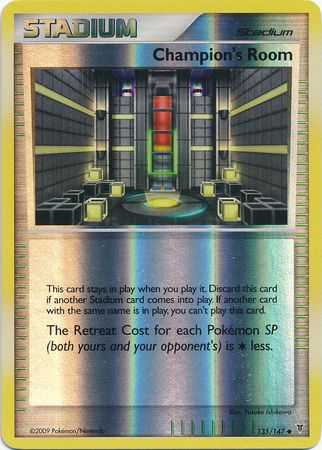 STADIUM
Stadium
Champion's Room
This card stays in play when you play it. Discard this card
if another Stadium card comes into play. If another card
with the same name is in play, you can't play this card.
The Retreat Cost for each Pokémon SP
(both yours and your opponent's) is less.
Illus. Yusuke Ishikawa
©2009 Pokémon/Nintendo
135/147